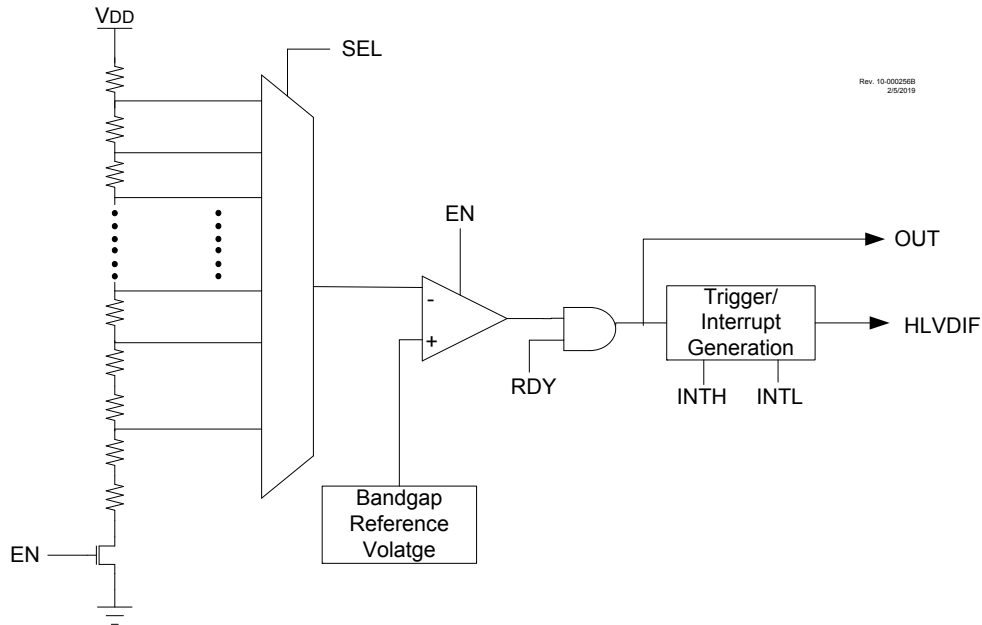 VDD
SEL
Rev. 10-000256B
2/5/2019
EN
OUT
-
Trigger/
Interrupt
Generation
HLVDIF
+
RDY
INTH
INTL
Bandgap
Reference
Volatge
EN